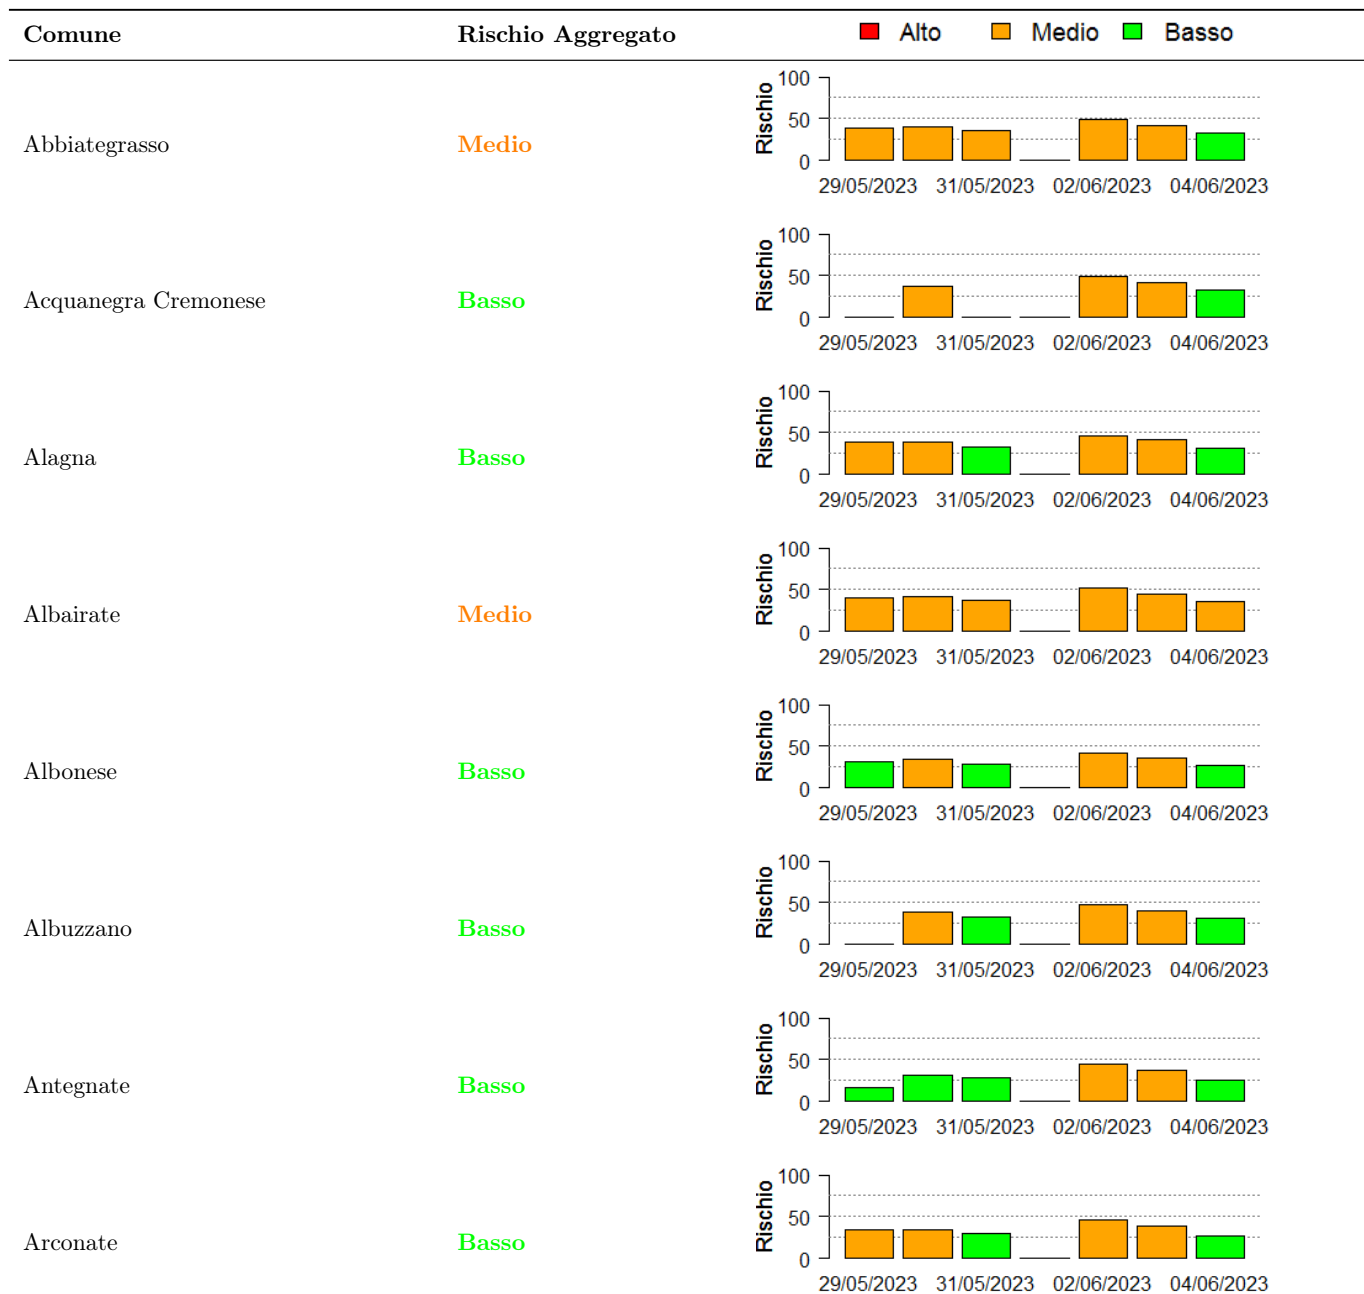 Comune Rischio Aggregato Alto Medio Basso
Abbiategrasso Medio
Rischio
100
50
0
29/05/2023 31/05/2023 02/06/2023 04/06/2023
Acquanegra Cremonese Basso
Rischio
100
50
0
29/05/2023 31/05/2023 02/06/2023 04/06/2023
Alagna Basso
Rischio
100
50
0
29/05/2023 31/05/2023 02/06/2023 04/06/2023
Albairate Medio
Rischio
100
50
0
29/05/2023 31/05/2023 02/06/2023 04/06/2023
Albonese Basso
Rischio
100
50
0
29/05/2023 31/05/2023 02/06/2023 04/06/2023
Albuzzano Basso
Rischio
100
50
0
29/05/2023 31/05/2023 02/06/2023 04/06/2023
Antegnate Basso
Rischio
100
50
0
29/05/2023 31/05/2023 02/06/2023 04/06/2023
Arconate Basso
Rischio
100
50
0
29/05/2023 31/05/2023 02/06/2023 04/06/2023